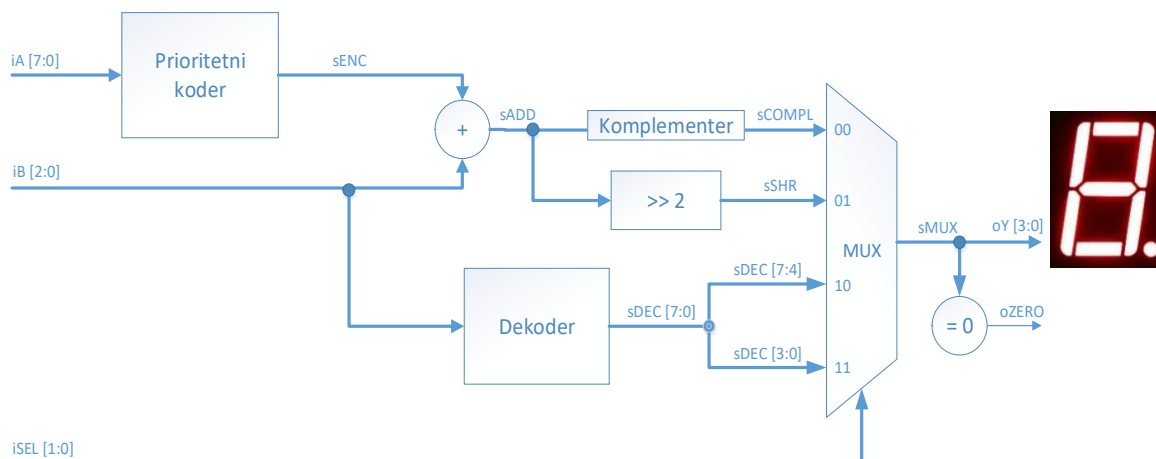 iA [7:0]
Prioritetni
koder
sENC
iB [2:0]
+
sADD
Komplementer
sCOMPL
>> 2
sSHR
Dekoder
sDEC [7:0]
sDEC [7:4]
sDEC [3:0]
00
01
10
11
MUX
sMUX
oY [3:0]
= 0
oZERO
iSEL [1:0]
8.